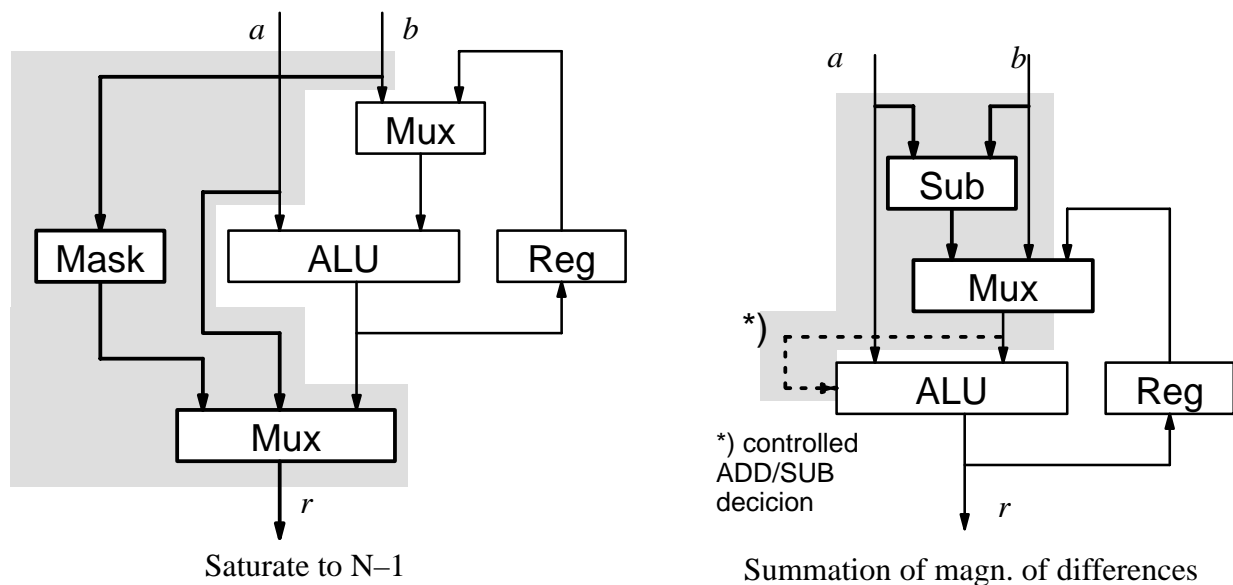 a
b
Mux
Mask
ALU
Reg
Mux
r
Saturate to N–1
a
b
Sub
Mux
*)
ALU
Reg
*) controlled
ADD/SUB
decicion
r
Summation of magn. of differences